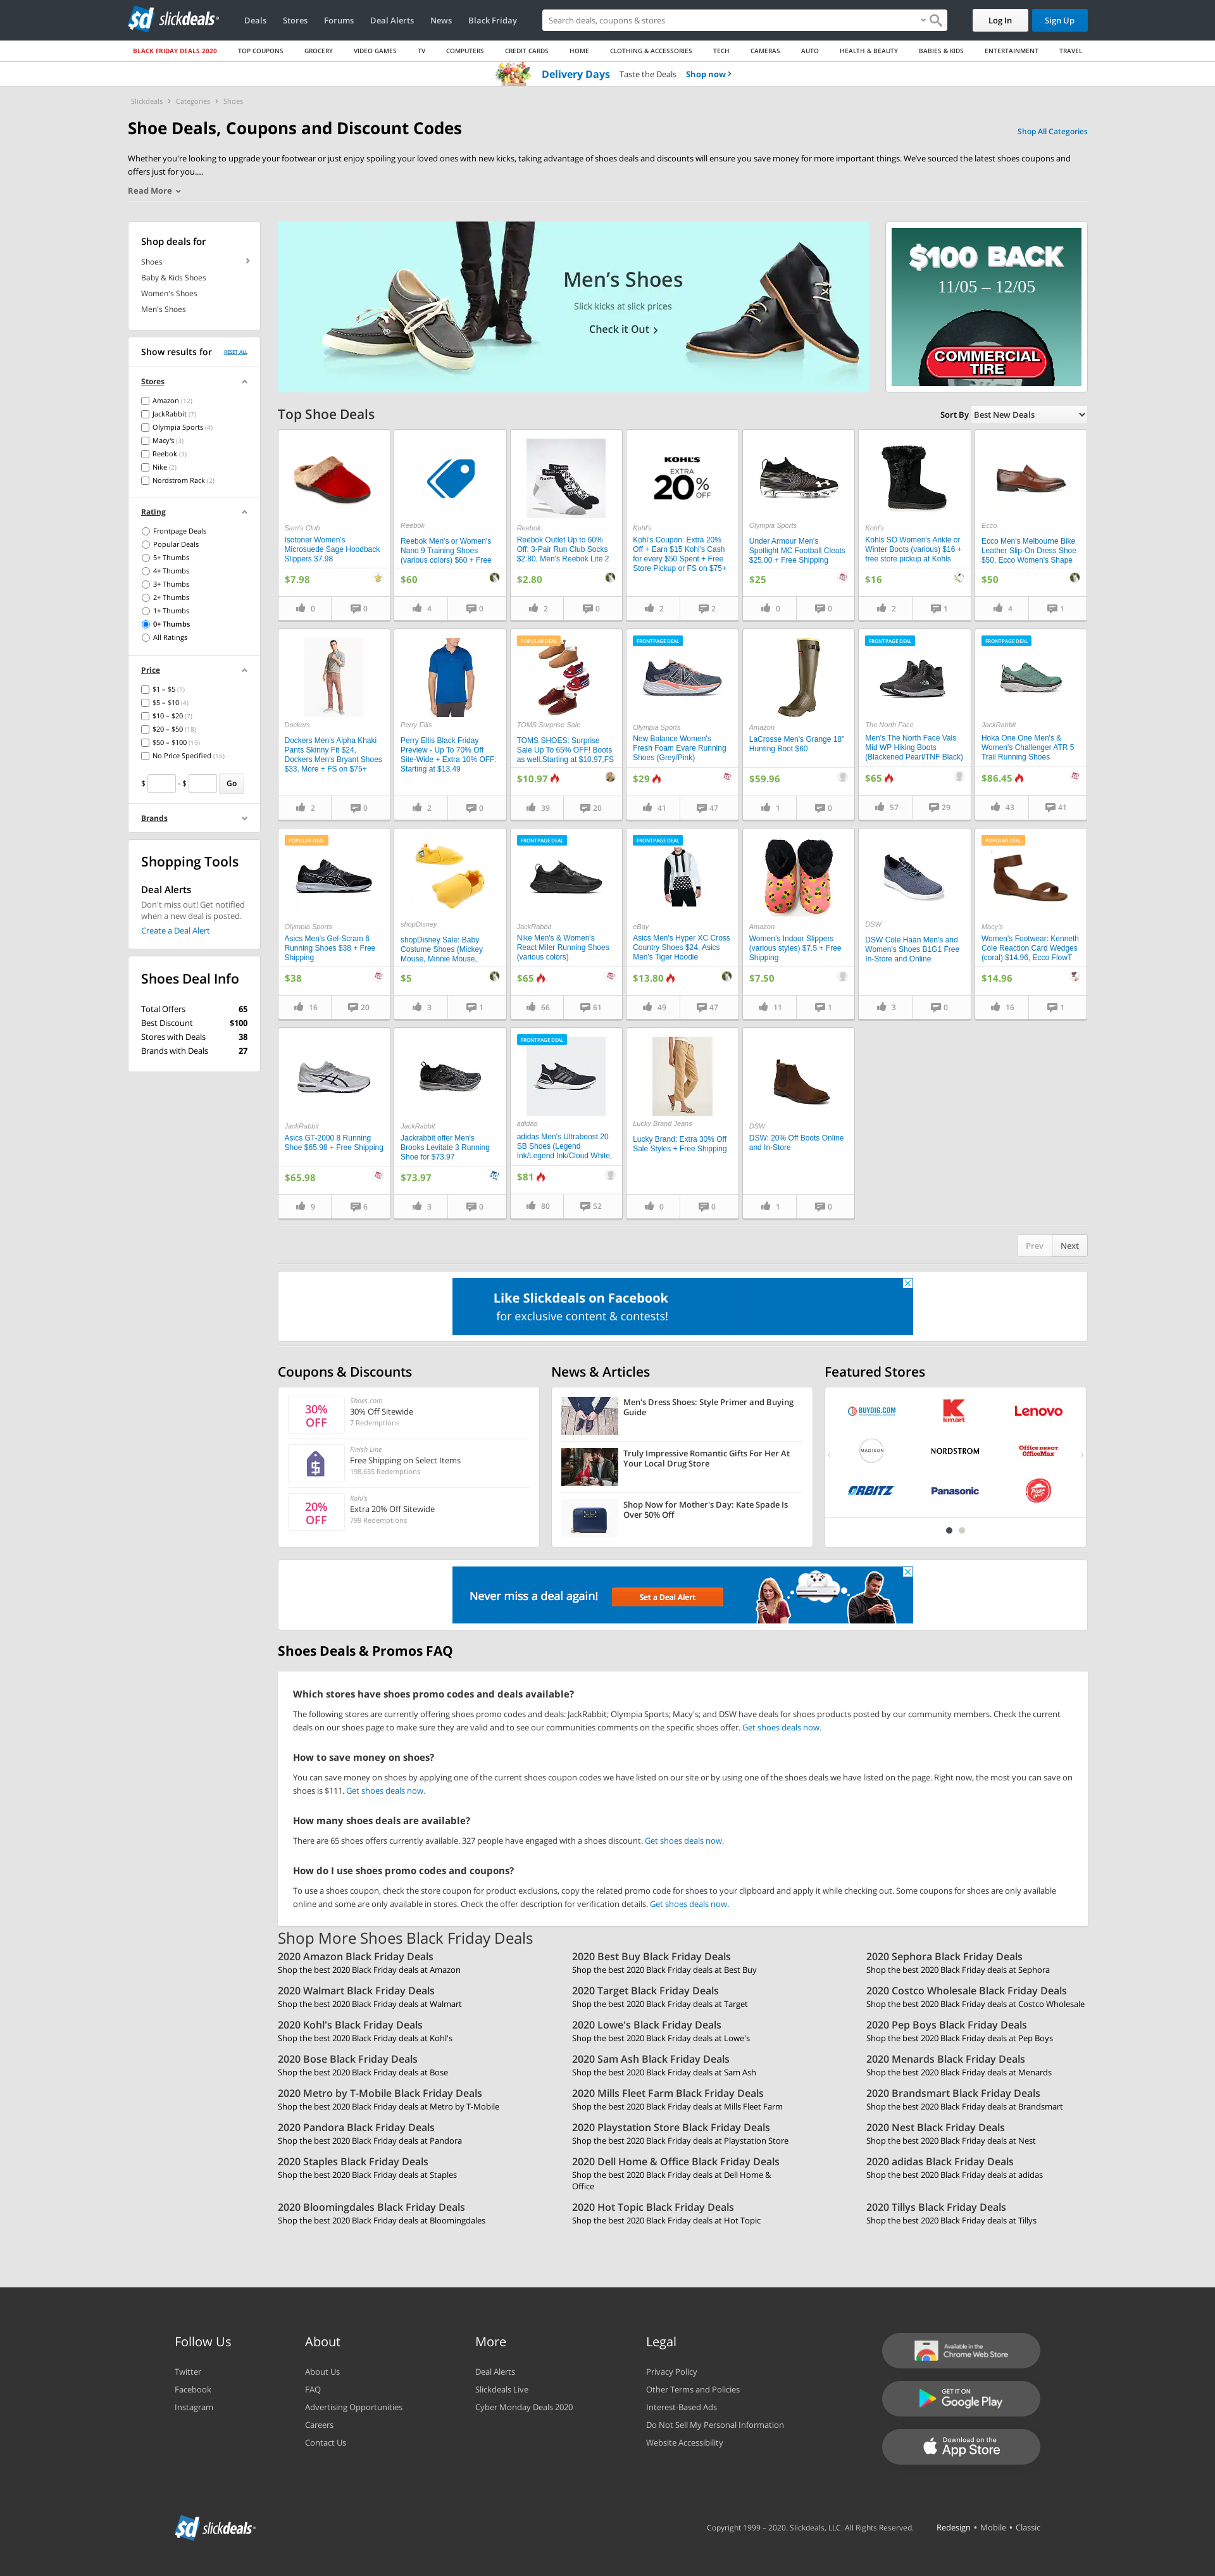 slickdeals
Deals
Stores
Forums
Deal Alerts
News
Black Friday
Search deals, coupons & stores
Log In
Sign Up
BLACK FRIDAY DEALS 2020
TOP COUPONS
GROCERY
VIDEO GAMES
TV
COMPUTERS
CREDIT CARDS
HOME
CLOTHING & ACCESSORIES
TECH
CAMERAS
AUTO
HEALTH & BEAUTY
BABIES & KIDS
ENTERTAINMENT
TRAVEL
Delivery Days Taste the Deals Shop now
Slickdeals
Categories
Shoes
Shoe Deals, Coupons and Discount Codes
Shop All Categories
Whether you're looking to upgrade your footwear or just enjoy spoiling your loved ones with new kicks, taking advantage of shoes deals and discounts will ensure you save money for more important things. We've sourced the latest shoes coupons and
offers just for you....
Read More
Shop deals for
Shoes
Baby & Kids Shoes
Women's Shoes
Men's Shoes
Show results for
RESET ALL
Stores
Amazon (12)
JackRabbit (7)
Olympia Sports (4)
Macy's (3)
Reebok (3)
Nike (2)
Nordstrom Rack (2)
Rating
Frontpage Deals
Popular Deals
5+ Thumbs
4+ Thumbs
3+ Thumbs
2+ Thumbs
1+ Thumbs
0+ Thumbs
All Ratings
Price
$1 – $5 (1)
$5 – $10 (4)
$10 – $20 (7)
$20 – $50 (18)
$50 – $100 (19)
No Price Specified (16)
$ - $ Go
Brands
Shopping Tools
Deal Alerts
Don't miss out! Get notified
when a new deal is posted.
Create a Deal Alert
Shoes Deal Info
Total Offers 65
Best Discount $100
Stores with Deals 38
Brands with Deals 27
Men's Shoes
Slick kicks at slick prices
Check it Out
$100 BACK
11/05 – 12/05
COMMERCIAL
TIRE
Top Shoe Deals
Sort By Best New Deals
Sam's Club
Isotoner Women's
Microsuede Sage Hoodback
Slippers $7.98
$7.98
0 0
Reebok
Reebok Men's or Women's
Nano 9 Training Shoes
(various colors) $60 + Free
$60
4 0
Reebok
Reebok Outlet Up to 60%
Off: 3-Pair Run Club Socks
$2.80, Men's Reebok Lite 2
$2.80
2 0
KOHL'S
EXTRA
20% OFF
Kohl's
Kohl's Coupon: Extra 20%
Off + Earn $15 Kohl's Cash
for every $50 Spent + Free
Store Pickup or FS on $75+
2 2
Olympia Sports
Under Armour Men's
Spotlight MC Football Cleats
$25.00 + Free Shipping
$25
0 0
Kohl's
Kohls SO Women's Ankle or
Winter Boots (various) $16 +
free store pickup at Kohls
$16
2 1
Ecco
Ecco Men's Melbourne Bike
Leather Slip-On Dress Shoe
$50, Ecco Women's Shape
$50
4 1
Dockers
Dockers Men's Alpha Khaki
Pants Skinny Fit $24,
Dockers Men's Bryant Shoes
$33, More + FS on $75+
2 0
Perry Ellis
Perry Ellis Black Friday
Preview - Up To 70% Off
Site-Wide + Extra 10% OFF:
Starting at $13.49
2 0
POPULAR DEAL
TOMS Surprise Sale
TOMS SHOES: Surprise
Sale Up To 65% OFF! Boots
as well.Starting at $10.97,FS
$10.97
39 20
FRONTPAGE DEAL
Olympia Sports
New Balance Women's
Fresh Foam Evare Running
Shoes (Grey/Pink)
$29
41 47
Amazon
LaCrosse Men's Grange 18"
Hunting Boot $60
$59.96
1 0
FRONTPAGE DEAL
The North Face
Men's The North Face Vals
Mid WP Hiking Boots
(Blackened Pearl/TNF Black)
$65
57 29
FRONTPAGE DEAL
JackRabbit
Hoka One One Men's &
Women's Challenger ATR 5
Trail Running Shoes
$86.45
43 41
POPULAR DEAL
Olympia Sports
Asics Men's Gel-Scram 6
Running Shoes $38 + Free
Shipping
$38
16 20
shopDisney
shopDisney Sale: Baby
Costume Shoes (Mickey
Mouse, Minnie Mouse,
$5
3 1
FRONTPAGE DEAL
JackRabbit
Nike Men's & Women's
React Miler Running Shoes
(various colors)
$65
66 61
FRONTPAGE DEAL
eBay
Asics Men's Hyper XC Cross
Country Shoes $24, Asics
Men's Tiger Hoodie
$13.80
49 47
Amazon
Women's Indoor Slippers
(various styles) $7.5 + Free
Shipping
$7.50
11 1
DSW
DSW Cole Haan Men's and
Women's Shoes B1G1 Free
In-Store and Online
3 0
POPULAR DEAL
Macy's
Women's Footwear: Kenneth
Cole Reaction Card Wedges
(coral) $14.96, Ecco FlowT
$14.96
16 1
JackRabbit
Asics GT-2000 8 Running
Shoe $65.98 + Free Shipping
$65.98
9 6
JackRabbit
Jackrabbit offer Men's
Brooks Levitate 3 Running
Shoe for $73.97
$73.97
3 0
FRONTPAGE DEAL
adidas
adidas Men's Ultraboost 20
SB Shoes (Legend
Ink/Legend Ink/Cloud White,
$81
80 52
Lucky Brand Jeans
Lucky Brand: Extra 30% Off
Sale Styles + Free Shipping
0 0
DSW
DSW: 20% Off Boots Online
and In-Store
1 0
Prev Next
Like Slickdeals on Facebook
for exclusive content & contests!
Coupons & Discounts
30%
OFF
Shoes.com
30% Off Sitewide
7 Redemptions
Finish Line
Free Shipping on Select Items
198,655 Redemptions
20%
OFF
Kohl's
Extra 20% Off Sitewide
799 Redemptions
News & Articles
Men's Dress Shoes: Style Primer and Buying
Guide
Truly Impressive Romantic Gifts For Her At
Your Local Drug Store
Shop Now for Mother's Day: Kate Spade Is
Over 50% Off
Featured Stores
BUYDIG.COM
kmart
Lenovo
MADISON
NORDSTROM
Office DEPOT
OfficeMax
ORBITZ
Panasonic
Never miss a deal again!
Set a Deal Alert
Shoes Deals & Promos FAQ
Which stores have shoes promo codes and deals available?
The following stores are currently offering shoes promo codes and deals: JackRabbit; Olympia Sports; Macy's; and DSW have deals for shoes products posted by our community members. Check the current
deals on our shoes page to make sure they are valid and to see our communities comments on the specific shoes offer. Get shoes deals now.
How to save money on shoes?
You can save money on shoes by applying one of the current shoes coupon codes we have listed on our site or by using one of the shoes deals we have listed on the page. Right now, the most you can save on
shoes is $111. Get shoes deals now.
How many shoes deals are available?
There are 65 shoes offers currently available. 327 people have engaged with a shoes discount. Get shoes deals now.
How do I use shoes promo codes and coupons?
To use a shoes coupon, check the store coupon for product exclusions, copy the related promo code for shoes to your clipboard and apply it while checking out. Some coupons for shoes are only available
online and some are only available in stores. Check the offer description for verification details. Get shoes deals now.
Shop More Shoes Black Friday Deals
2020 Amazon Black Friday Deals
Shop the best 2020 Black Friday deals at Amazon
2020 Best Buy Black Friday Deals
Shop the best 2020 Black Friday deals at Best Buy
2020 Sephora Black Friday Deals
Shop the best 2020 Black Friday deals at Sephora
2020 Walmart Black Friday Deals
Shop the best 2020 Black Friday deals at Walmart
2020 Target Black Friday Deals
Shop the best 2020 Black Friday deals at Target
2020 Costco Wholesale Black Friday Deals
Shop the best 2020 Black Friday deals at Costco Wholesale
2020 Kohl's Black Friday Deals
Shop the best 2020 Black Friday deals at Kohl's
2020 Lowe's Black Friday Deals
Shop the best 2020 Black Friday deals at Lowe's
2020 Pep Boys Black Friday Deals
Shop the best 2020 Black Friday deals at Pep Boys
2020 Bose Black Friday Deals
Shop the best 2020 Black Friday deals at Bose
2020 Sam Ash Black Friday Deals
Shop the best 2020 Black Friday deals at Sam Ash
2020 Menards Black Friday Deals
Shop the best 2020 Black Friday deals at Menards
2020 Metro by T-Mobile Black Friday Deals
Shop the best 2020 Black Friday deals at Metro by T-Mobile
2020 Mills Fleet Farm Black Friday Deals
Shop the best 2020 Black Friday deals at Mills Fleet Farm
2020 Brandsmart Black Friday Deals
Shop the best 2020 Black Friday deals at Brandsmart
2020 Pandora Black Friday Deals
Shop the best 2020 Black Friday deals at Pandora
2020 Playstation Store Black Friday Deals
Shop the best 2020 Black Friday deals at Playstation Store
2020 Nest Black Friday Deals
Shop the best 2020 Black Friday deals at Nest
2020 Staples Black Friday Deals
Shop the best 2020 Black Friday deals at Staples
2020 Dell Home & Office Black Friday Deals
Shop the best 2020 Black Friday deals at Dell Home &
Office
2020 adidas Black Friday Deals
Shop the best 2020 Black Friday deals at adidas
2020 Bloomingdales Black Friday Deals
Shop the best 2020 Black Friday deals at Bloomingdales
2020 Hot Topic Black Friday Deals
Shop the best 2020 Black Friday deals at Hot Topic
2020 Tillys Black Friday Deals
Shop the best 2020 Black Friday deals at Tillys
Follow Us
Twitter
Facebook
Instagram
About
About Us
FAQ
Advertising Opportunities
Careers
Contact Us
More
Deal Alerts
Slickdeals Live
Cyber Monday Deals 2020
Legal
Privacy Policy
Other Terms and Policies
Interest-Based Ads
Do Not Sell My Personal Information
Website Accessibility
Available in the
Chrome Web Store
GET IT ON
Google Play
Download on the
App Store
slickdeals
Copyright 1999 – 2020. Slickdeals, LLC. All Rights Reserved.
Redesign • Mobile • Classic